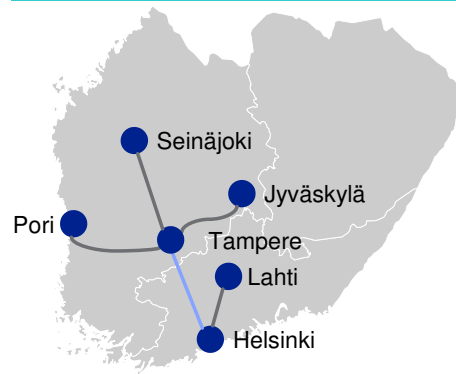 Seinäjoki
Jyväskylä
Pori
Tampere
Lahti
Helsinki